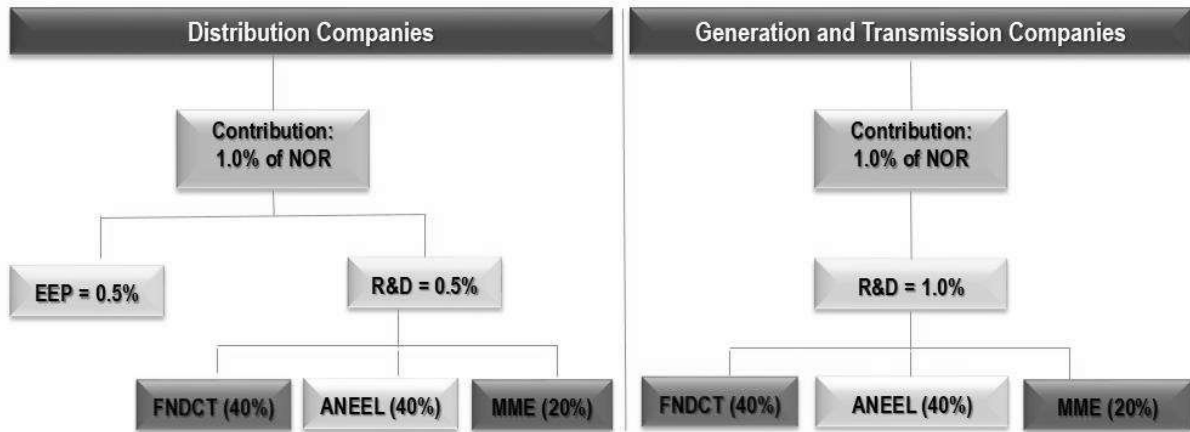 Distribution Companies
Contribution:
1.0% of NOR
EEP = 0.5%
R&D = 0.5%
FNDCT (40%)
ANEEL (40%)
MME (20%)
Generation and Transmission Companies
Contribution:
1.0% of NOR
R&D = 1.0%
FNDCT (40%)
ANEEL (40%)
MME (20%)